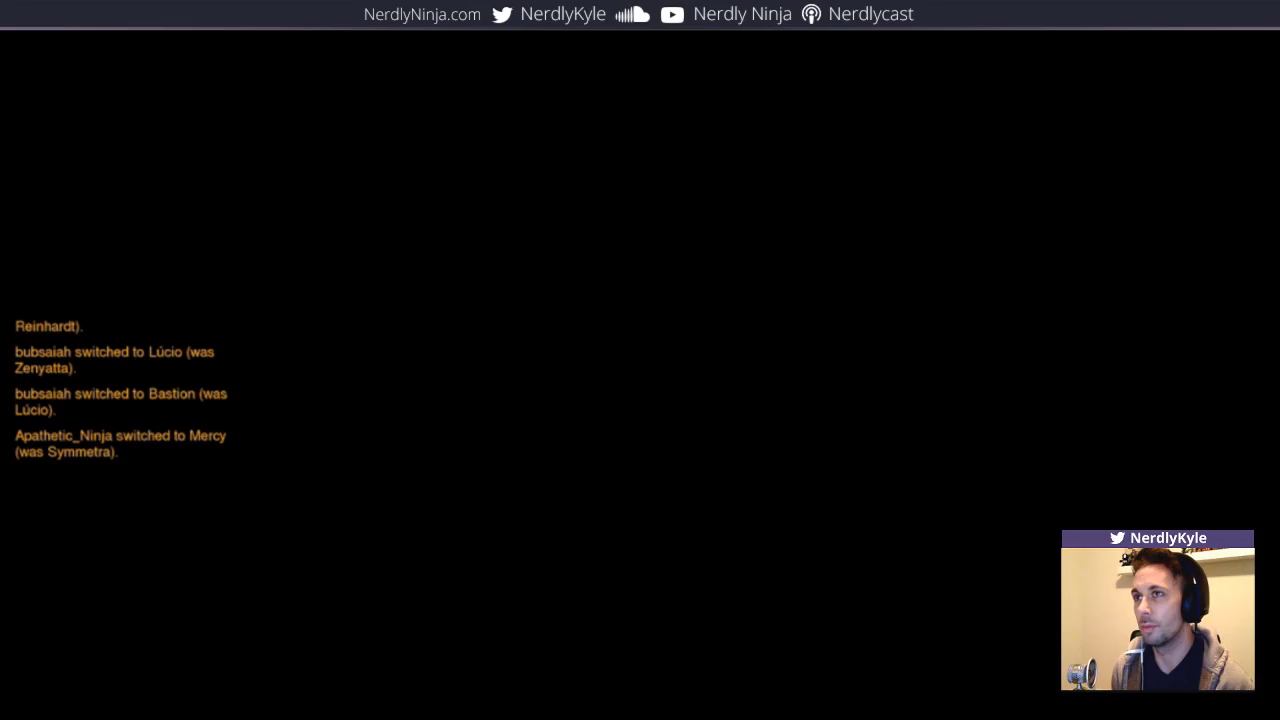 NerdlyNinja.com NerdlyKyle Nerdly Ninja Nerdlycast
Reinhardt).
bubsaiah switched to Lúcio (was
Zenyatta).
bubsaiah switched to Bastion (was
Lúcio).
Apathetic_Ninja switched to Mercy
(was Symmetra).
NerdlyKyle